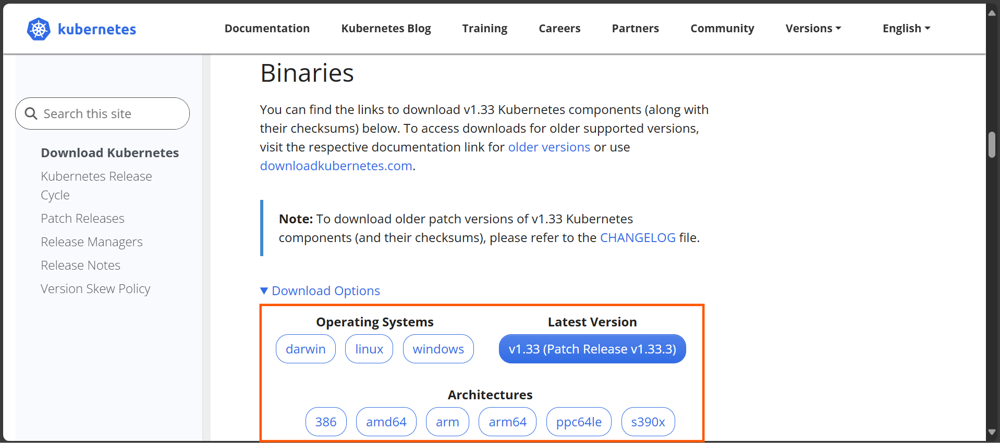 kubernetes
Documentation
Kubernetes Blog
Training
Careers
Partners
Community
Versions
English
Search this site
Download Kubernetes
Kubernetes Release
Cycle
Patch Releases
Release Managers
Release Notes
Version Skew Policy
Binaries
You can find the links to download v1.33 Kubernetes components (along with
their checksums) below. To access downloads for older supported versions,
visit the respective documentation link for older versions or use
downloadkubernetes.com.
Note: To download older patch versions of v1.33 Kubernetes
components (and their checksums), please refer to the CHANGELOG file.
Download Options
Operating Systems
darwin
linux
windows
Latest Version
v1.33 (Patch Release v1.33.3)
Architectures
386
amd64
arm
arm64
ppc64le
s390x